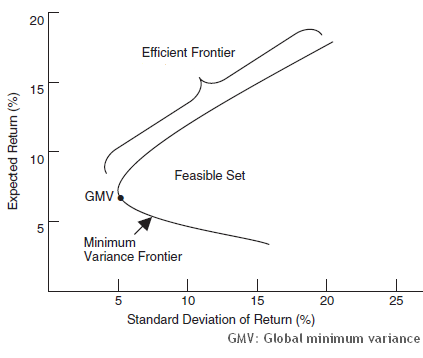 20
Efficient Frontier
15
Expected Return (%)
10
Feasible Set
GMV
5
Minimum
Variance Frontier
5 10 15 20 25
Standard Deviation of Return (%)
GMV: Global minimum variance